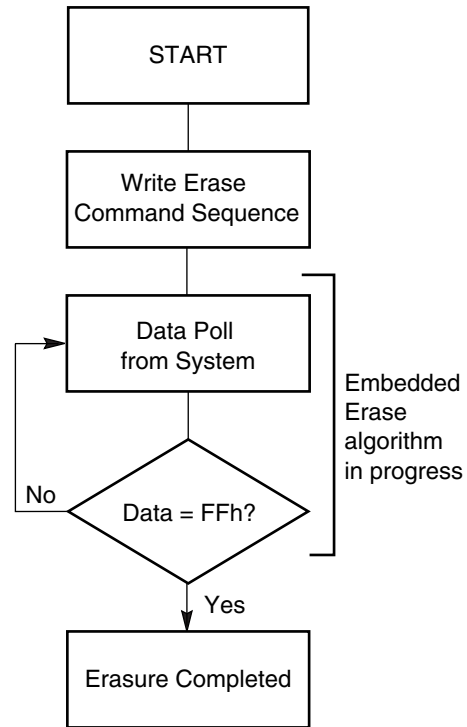 START
Write Erase
Command Sequence
Data Poll
from System
Embedded
Erase
algorithm
in progress
No
Data = FFh?
Yes
Erasure Completed